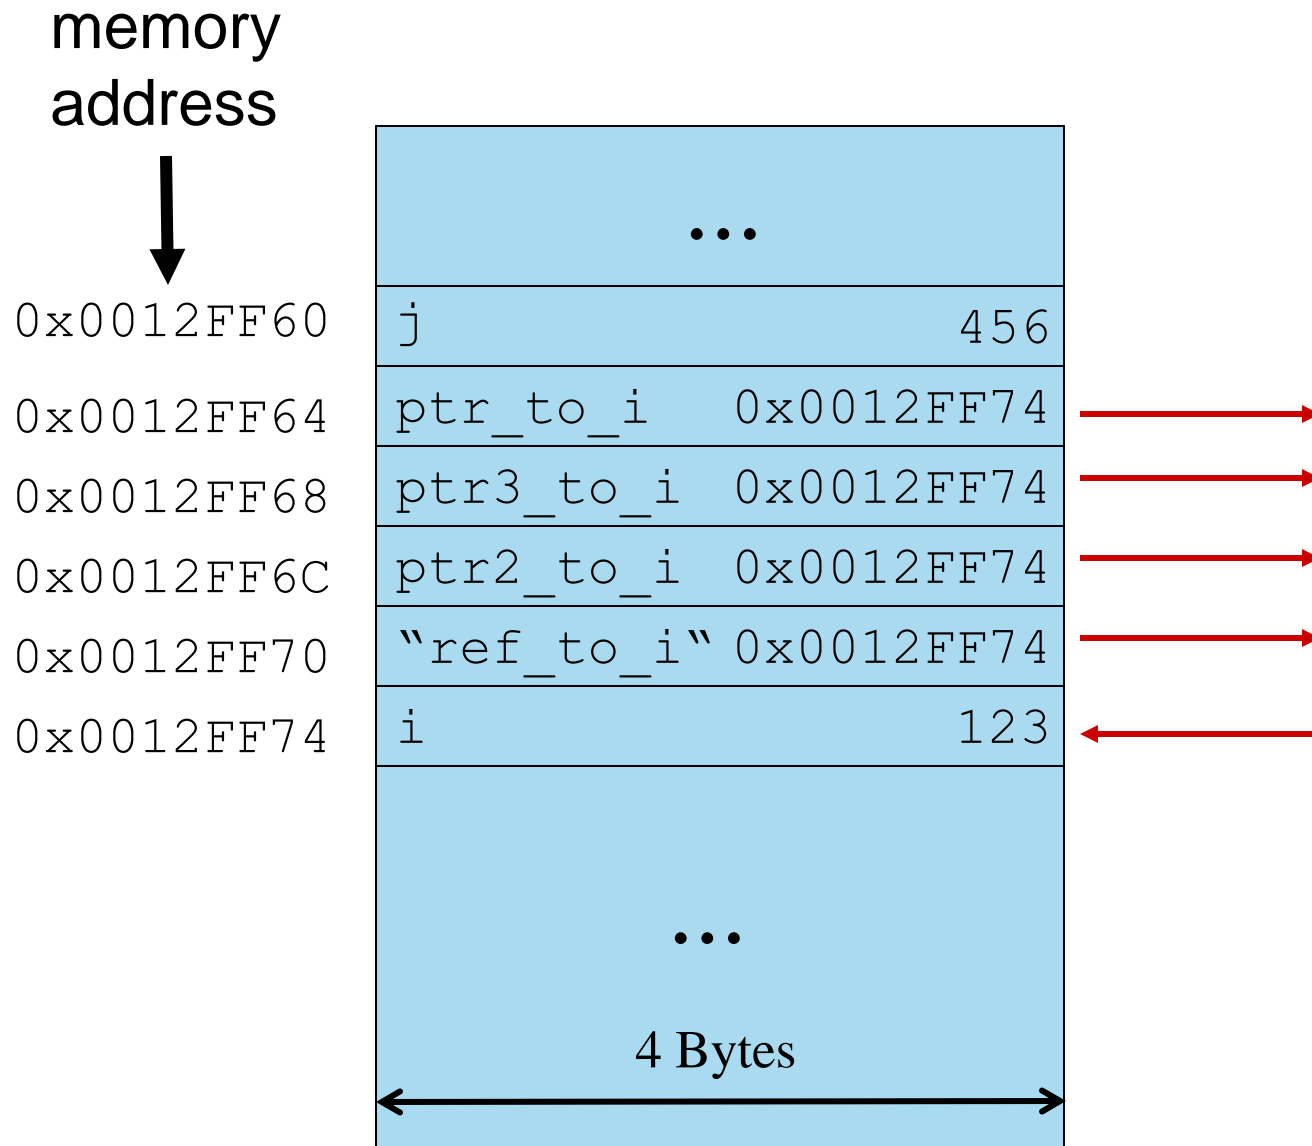 memory
address
...
0x0012FF60 j 456
0x0012FF64 ptr_to_i 0x0012FF74
0x0012FF68 ptr3_to_i 0x0012FF74
0x0012FF6C ptr2_to_i 0x0012FF74
0x0012FF70 ‟ref_to_i‟ 0x0012FF74
0x0012FF74 i 123
...
4 Bytes